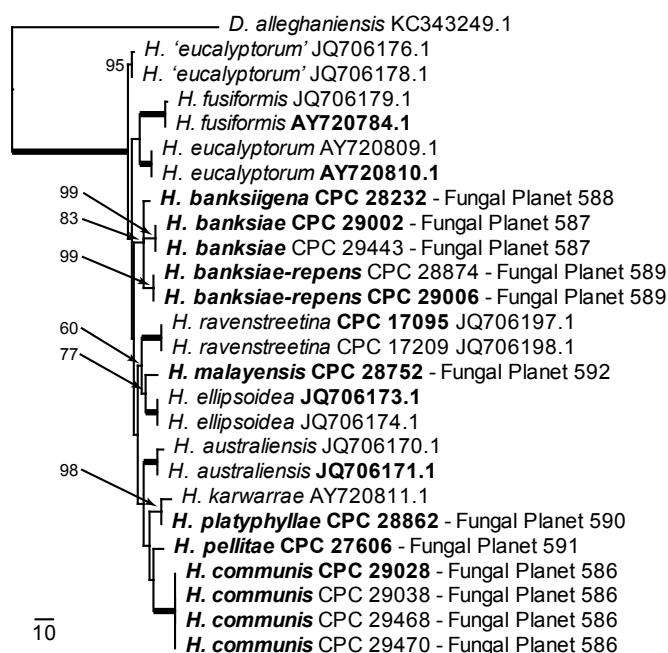 D. alleghaniensis KC343249.1
H. ‘eucalyptorum’ JQ706176.1
95
H. ‘eucalyptorum’ JQ706178.1
H. fusiformis JQ706179.1
H. fusiformis AY720784.1
H. eucalyptorum AY720809.1
H. eucalyptorum AY720810.1
99
H. banksiigena CPC 28232 - Fungal Planet 588
83
H. banksiae CPC 29002 - Fungal Planet 587
H. banksiae CPC 29443 - Fungal Planet 587
99
H. banksiae-repens CPC 28874 - Fungal Planet 589
H. banksiae-repens CPC 29006 - Fungal Planet 589
60
H. ravenstreetina CPC 17095 JQ706197.1
H. ravenstreetina CPC 17209 JQ706198.1
77
H. malayensis CPC 28752 - Fungal Planet 592
H. ellipsoidea JQ706173.1
H. ellipsoidea JQ706174.1
H. australiensis JQ706170.1
98
H. australiensis JQ706171.1
H. karwarrae AY720811.1
H. platyphyllae CPC 28862 - Fungal Planet 590
H. pellitae CPC 27606 - Fungal Planet 591
H. communis CPC 29028 - Fungal Planet 586
H. communis CPC 29038 - Fungal Planet 586
H. communis CPC 29468 - Fungal Planet 586
H. communis CPC 29470 - Fungal Planet 586
10